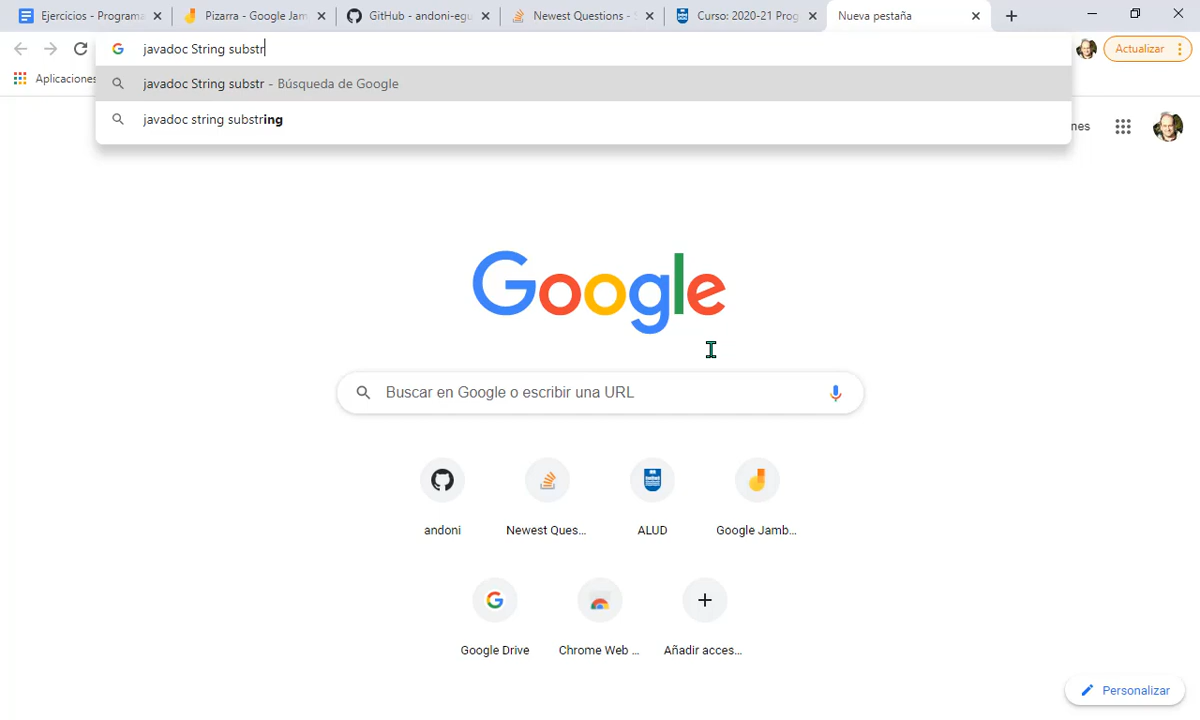 Ejercicios - Programa
Pizarra - Google Jam
GitHub - andoni-egu
Newest Questions - S
Curso: 2020-21 Prog
Nueva pestaña
javadoc String substr
Actualizar
Aplicaciones
javadoc String substr - Búsqueda de Google
javadoc string substring
nes
Google
Buscar en Google o escribir una URL
andoni
Newest Ques...
ALUD
Google Jamb...
Google Drive
Chrome Web ...
Añadir acces...
Personalizar